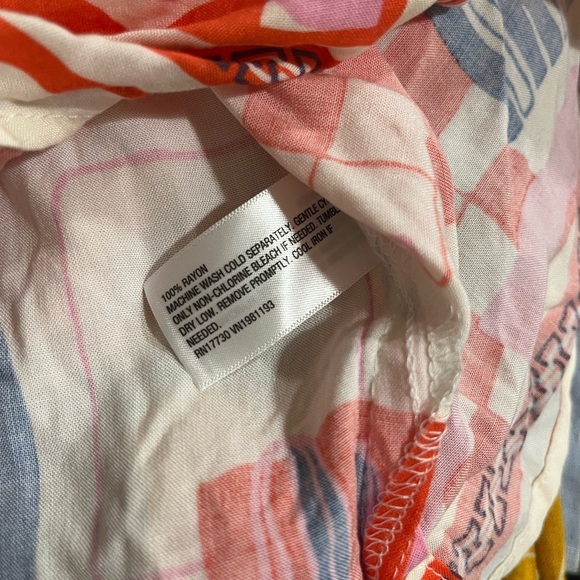 100% RAYON
MACHINE WASH COLD SEPARATELY. GENTLE
ONLY NON-CHLORINE BLEACH IF NEEDED. TUMBLE
DRY LOW. REMOVE PROMPTLY. COOL IRON IF
NEEDED.
RN17730 VN1981193